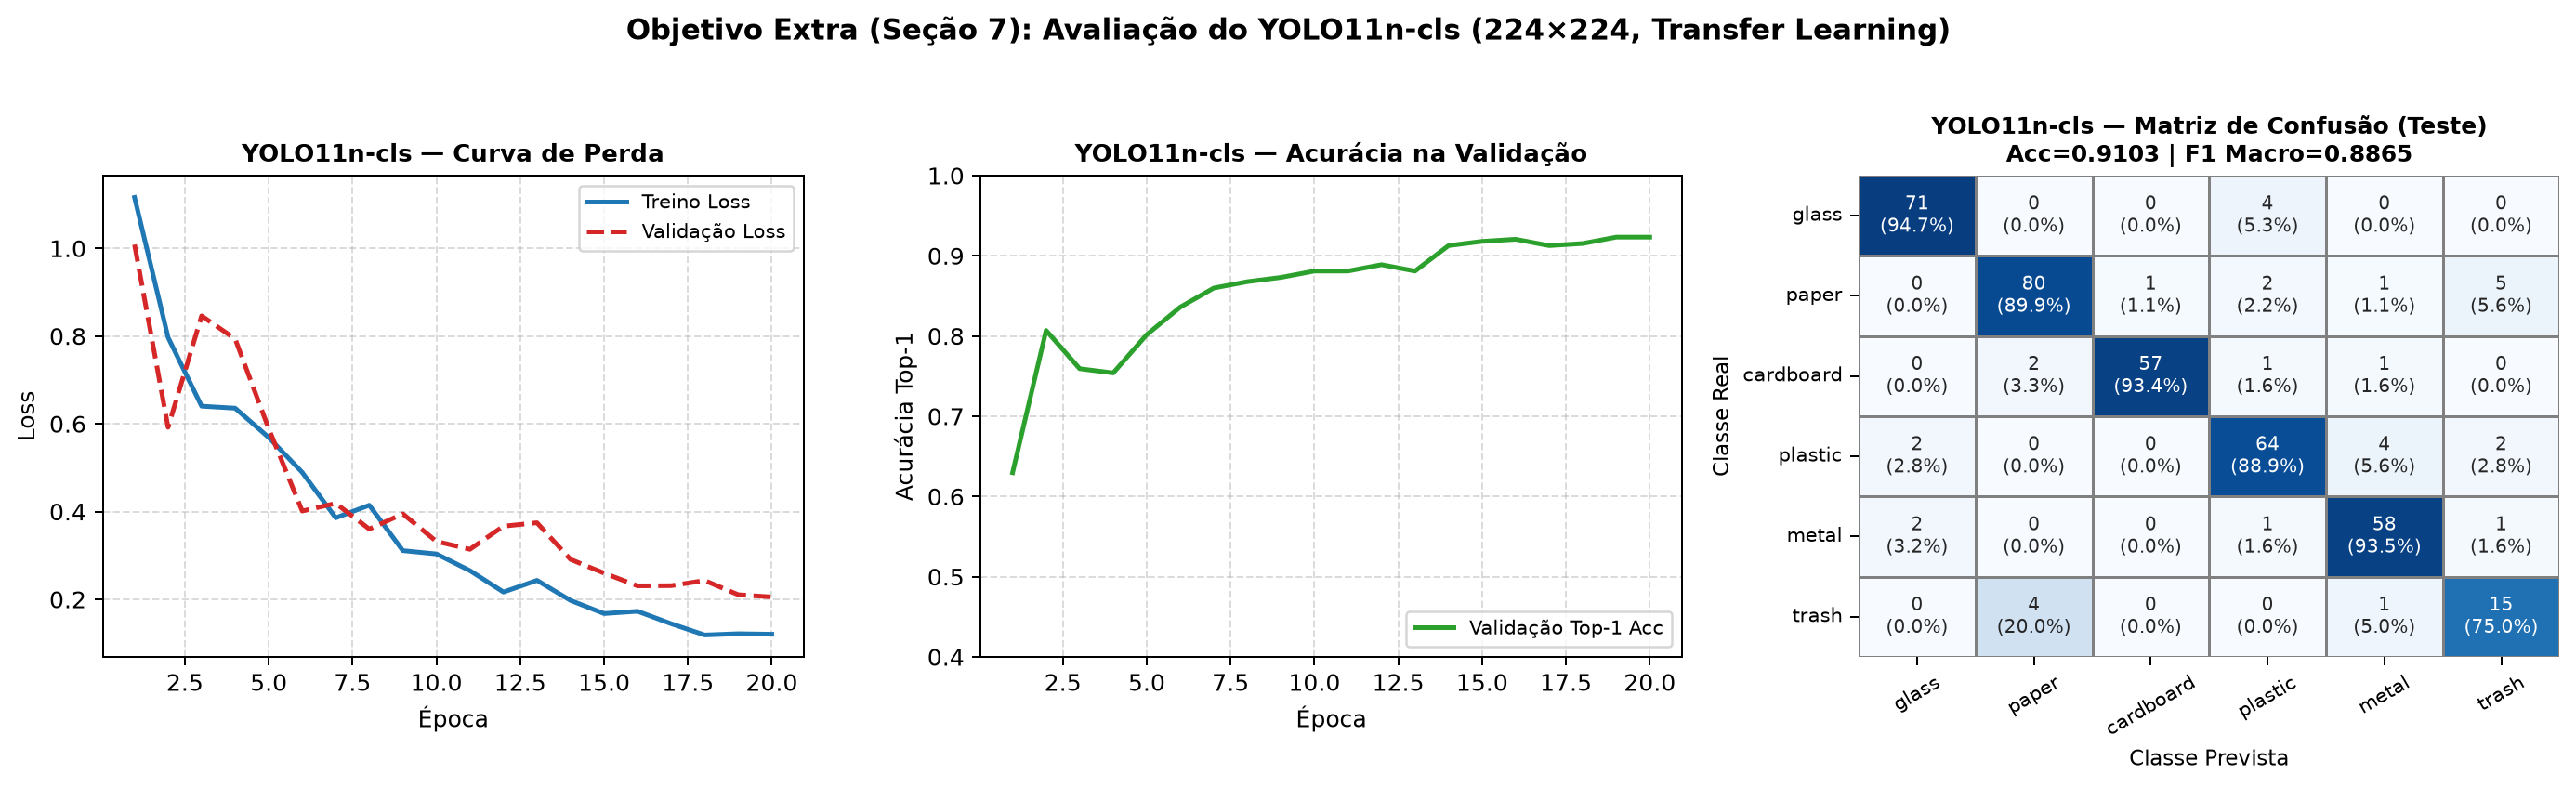 Objetivo Extra (Seção 7): Avaliação do YOLO11n-cls (224×224, Transfer Learning)
YOLO11n-cls — Curva de Perda
Treino Loss
Validação Loss
1.0
0.8
0.6
0.4
0.2
Loss
2.5 5.0 7.5 10.0 12.5 15.0 17.5 20.0
Época
YOLO11n-cls — Acurácia na Validação
1.0
0.9
0.8
0.7
0.6
0.5
0.4
Acurácia Top-1
Validação Top-1 Acc
2.5 5.0 7.5 10.0 12.5 15.0 17.5 20.0
Época
YOLO11n-cls — Matriz de Confusão (Teste)
Acc=0.9103 | F1 Macro=0.8865
Classe Real
glass 71 0 0 4 0 0
(94.7%) (0.0%) (0.0%) (5.3%) (0.0%) (0.0%)
paper 0 80 1 2 1 5
(0.0%) (89.9%) (1.1%) (2.2%) (1.1%) (5.6%)
cardboard 0 2 57 1 1 0
(0.0%) (3.3%) (93.4%) (1.6%) (1.6%) (0.0%)
plastic 2 0 0 64 4 2
(2.8%) (0.0%) (0.0%) (88.9%) (5.6%) (2.8%)
metal 2 0 0 1 58 1
(3.2%) (0.0%) (0.0%) (1.6%) (93.5%) (1.6%)
trash 0 4 0 0 1 15
(0.0%) (20.0%) (0.0%) (0.0%) (5.0%) (75.0%)
glass paper cardboard plastic metal trash
Classe Prevista